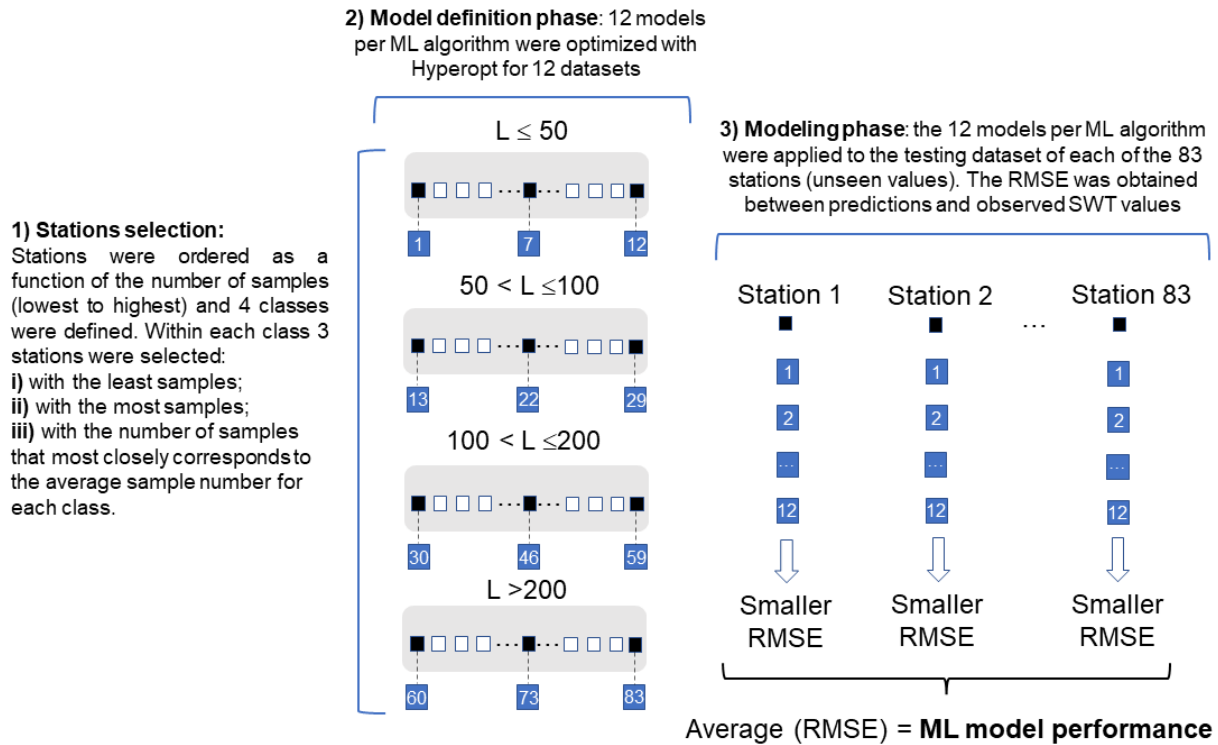 1) Stations selection:
Stations were ordered as a
function of the number of samples
(lowest to highest) and 4 classes
were defined. Within each class 3
stations were selected:
i) with the least samples;
ii) with the most samples;
iii) with the number of samples
that most closely corresponds to
the average sample number for
each class.
2) Model definition phase: 12 models
per ML algorithm were optimized with
Hyperopt for 12 datasets
L ≤ 50
... ...
1 7 12
50 < L ≤100
... ...
13 22 29
100 < L ≤200
... ...
30 46 59
L >200
... ...
60 73 83
3) Modeling phase: the 12 models per ML algorithm
were applied to the testing dataset of each of the 83
stations (unseen values). The RMSE was obtained
between predictions and observed SWT values
Station 1 Station 2 Station 83
...
1 1 1
2 2 2
... ... ...
12 12 12
Smaller Smaller Smaller
RMSE RMSE RMSE
Average (RMSE) = ML model performance